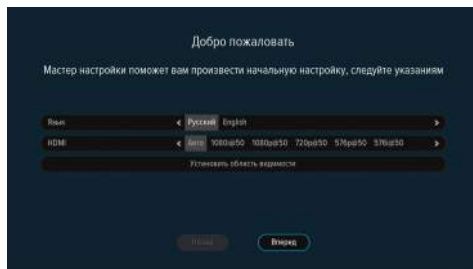 Добро пожаловать
Мастер настройки поможет вам произвести начальную настройку, следуйте указаниям
Язык Русский English
HDMI Авто 1080i@50 1080p@50 720p@50 576p@50 576i@50
Установить область видимости
Назад Вперед